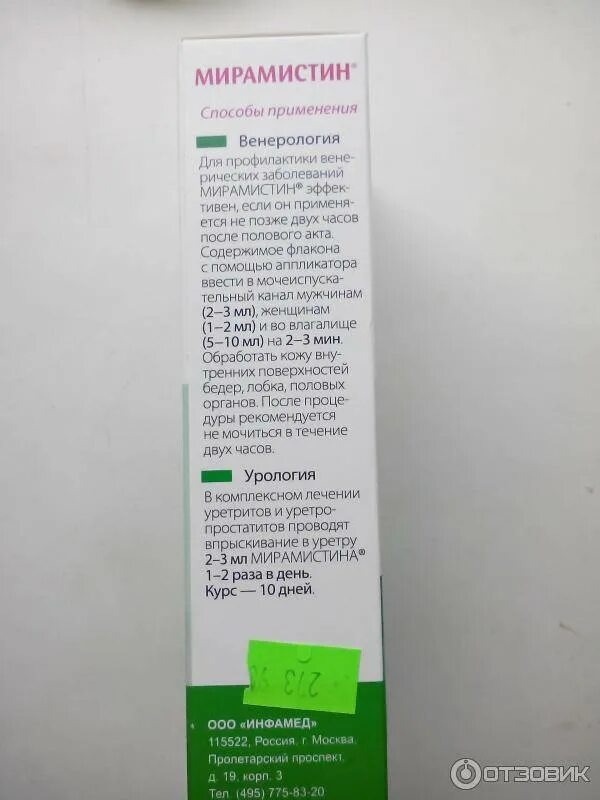 МИРАМИСТИН®
Способы применения
Венерология
Для профилактики вене-
рических заболеваний
МИРАМИСТИН® эффек-
тивен, если он применя-
ется не позже двух часов
после полового акта.
Содержимое флакона
с помощью аппликатора
ввести в мочеиспуска-
тельный канал мужчинам
(2–3 мл), женщинам
(1–2 мл) и во влагалище
(5–10 мл) на 2–3 мин.
Обработать кожу вну-
тренних поверхностей
бедер, лобка, половых
органов. После проце-
дуры рекомендуется
не мочиться в течение
двух часов.
Урология
В комплексном лечении
уретритов и уретро-
простатитов проводят
впрыскивание в уретру
2–3 мл МИРАМИСТИНА®
1–2 раза в день.
Курс — 10 дней.
273
ООО «ИНФАМЕД»
115522, Россия, г. Москва,
Пролетарский проспект,
д. 19, корп. 3
Тел. (495) 775-83-20
ОТЗОВИК